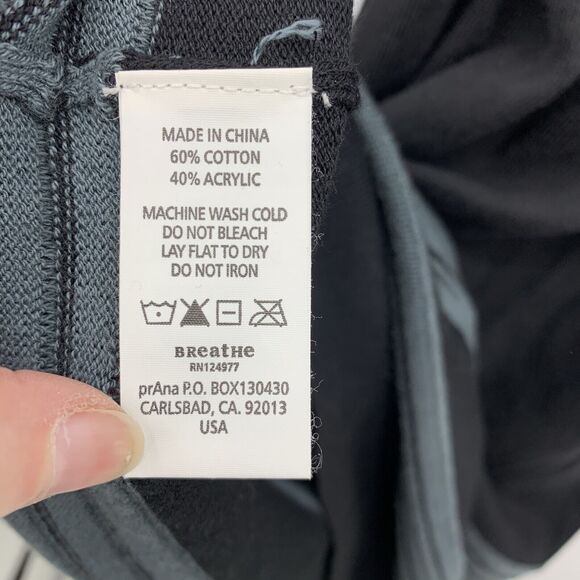 MADE IN CHINA
60% COTTON
40% ACRYLIC
MACHINE WASH COLD
DO NOT BLEACH
LAY FLAT TO DRY
DO NOT IRON
BReatHe
RN124977
prAna P.O. BOX130430
CARLSBAD, CA. 92013
USA